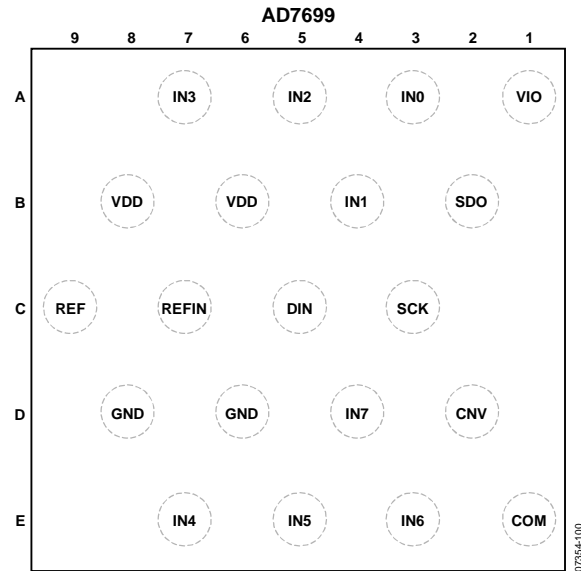 AD7699
9 8 7 6 5 4 3 2 1
A IN3 IN2 IN0 VIO
B VDD VDD IN1 SDO
C REF REFIN DIN SCK
D GND GND IN7 CNV
E IN4 IN5 IN6 COM
07354-100